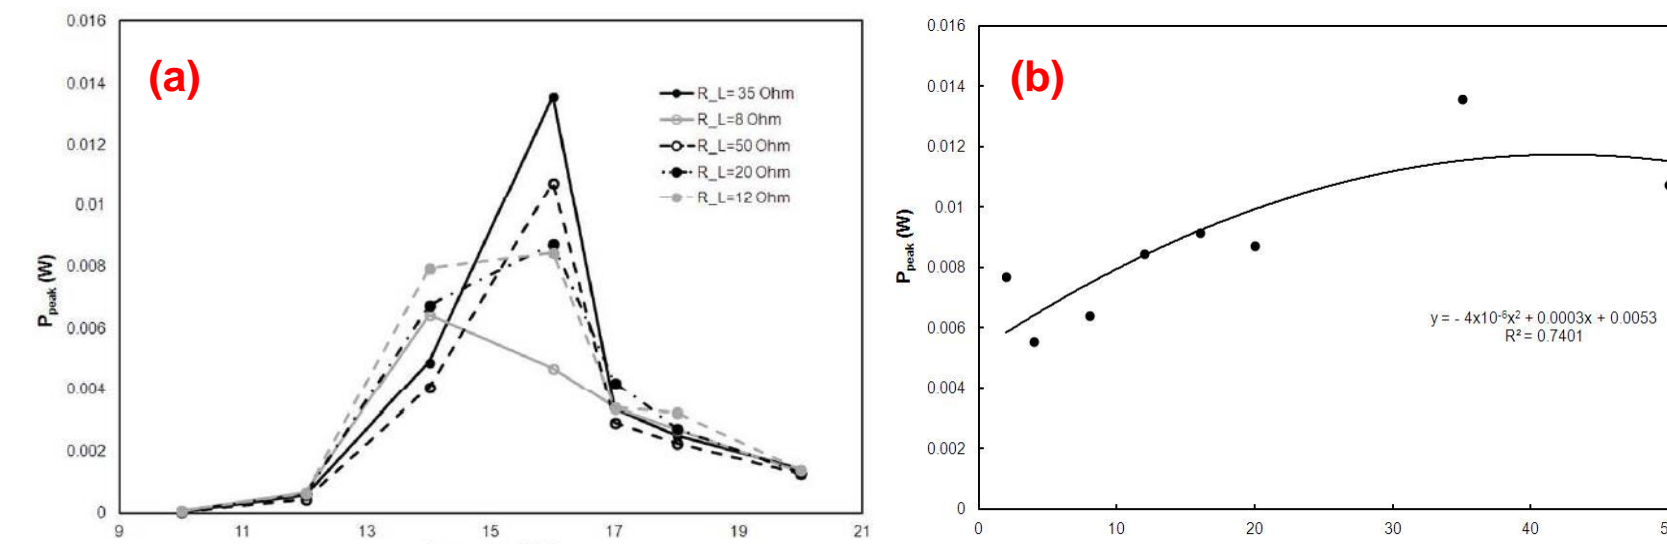 (a)
0.016
0.014
0.012
0.01
0.008
0.006
0.004
0.002
0
P_peak (W)
R_L= 35 Ohm
R_L=8 Ohm
R_L=50 Ohm
R_L=20 Ohm
R_L=12 Ohm
9 11 13 15 17 19 21
(b)
0.016
0.014
0.012
0.01
0.008
0.006
0.004
0.002
0
P_peak (W)
y = - 4x10⁻⁶x² + 0.0003x + 0.0053
R² = 0.7401
0 10 20 30 40